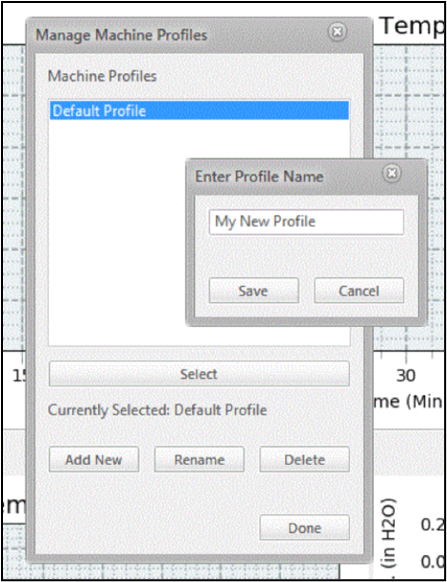 Manage Machine Profiles
Temp
Machine Profiles
Default Profile
Enter Profile Name
My New Profile
Save
Cancel
15
Select
30
Currently Selected: Default Profile
me (Min
Add New
Rename
Delete
em
Done
(in H2O)
0.2
0.0